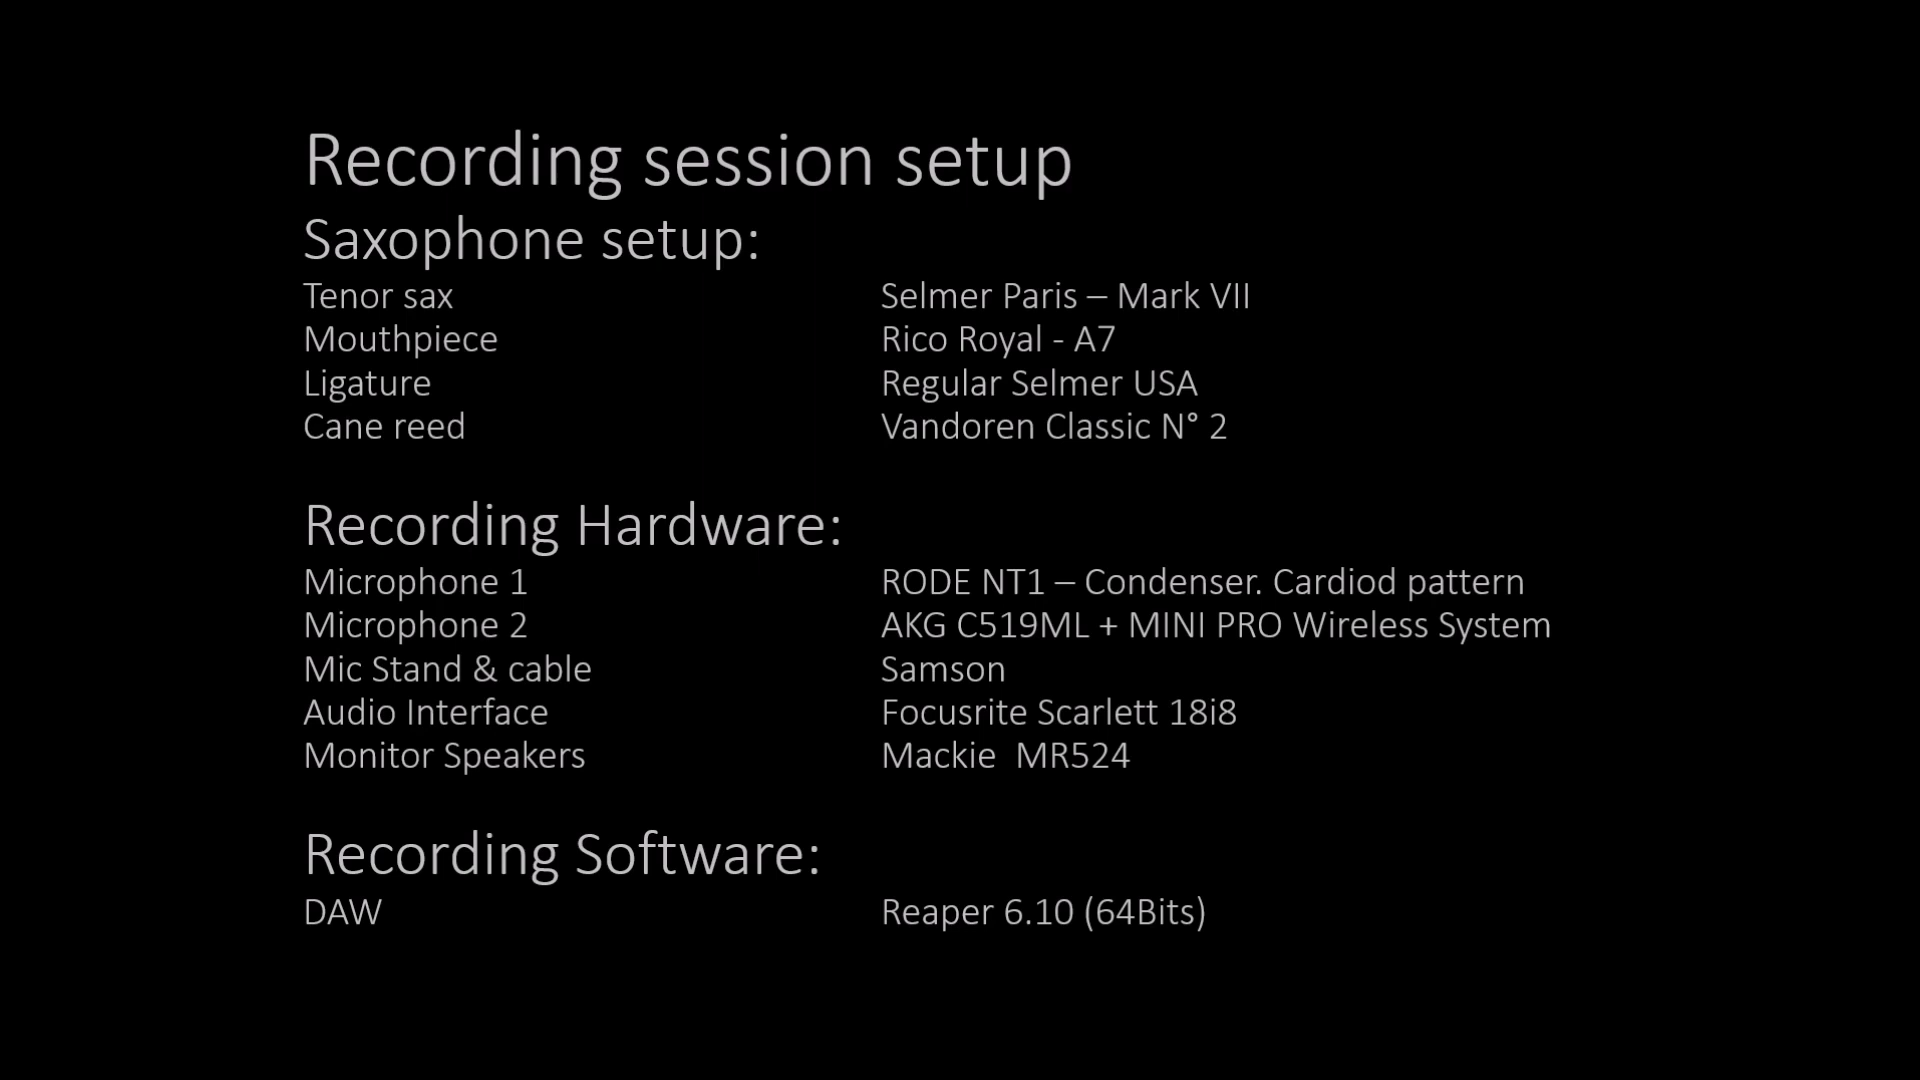 Recording session setup
Saxophone setup:
Tenor sax Selmer Paris – Mark VII
Mouthpiece Rico Royal - A7
Ligature Regular Selmer USA
Cane reed Vandoren Classic N° 2
Recording Hardware:
Microphone 1 RODE NT1 – Condenser. Cardiod pattern
Microphone 2 AKG C519ML + MINI PRO Wireless System
Mic Stand & cable Samson
Audio Interface Focusrite Scarlett 18i8
Monitor Speakers Mackie  MR524
Recording Software:
DAW Reaper 6.10 (64Bits)